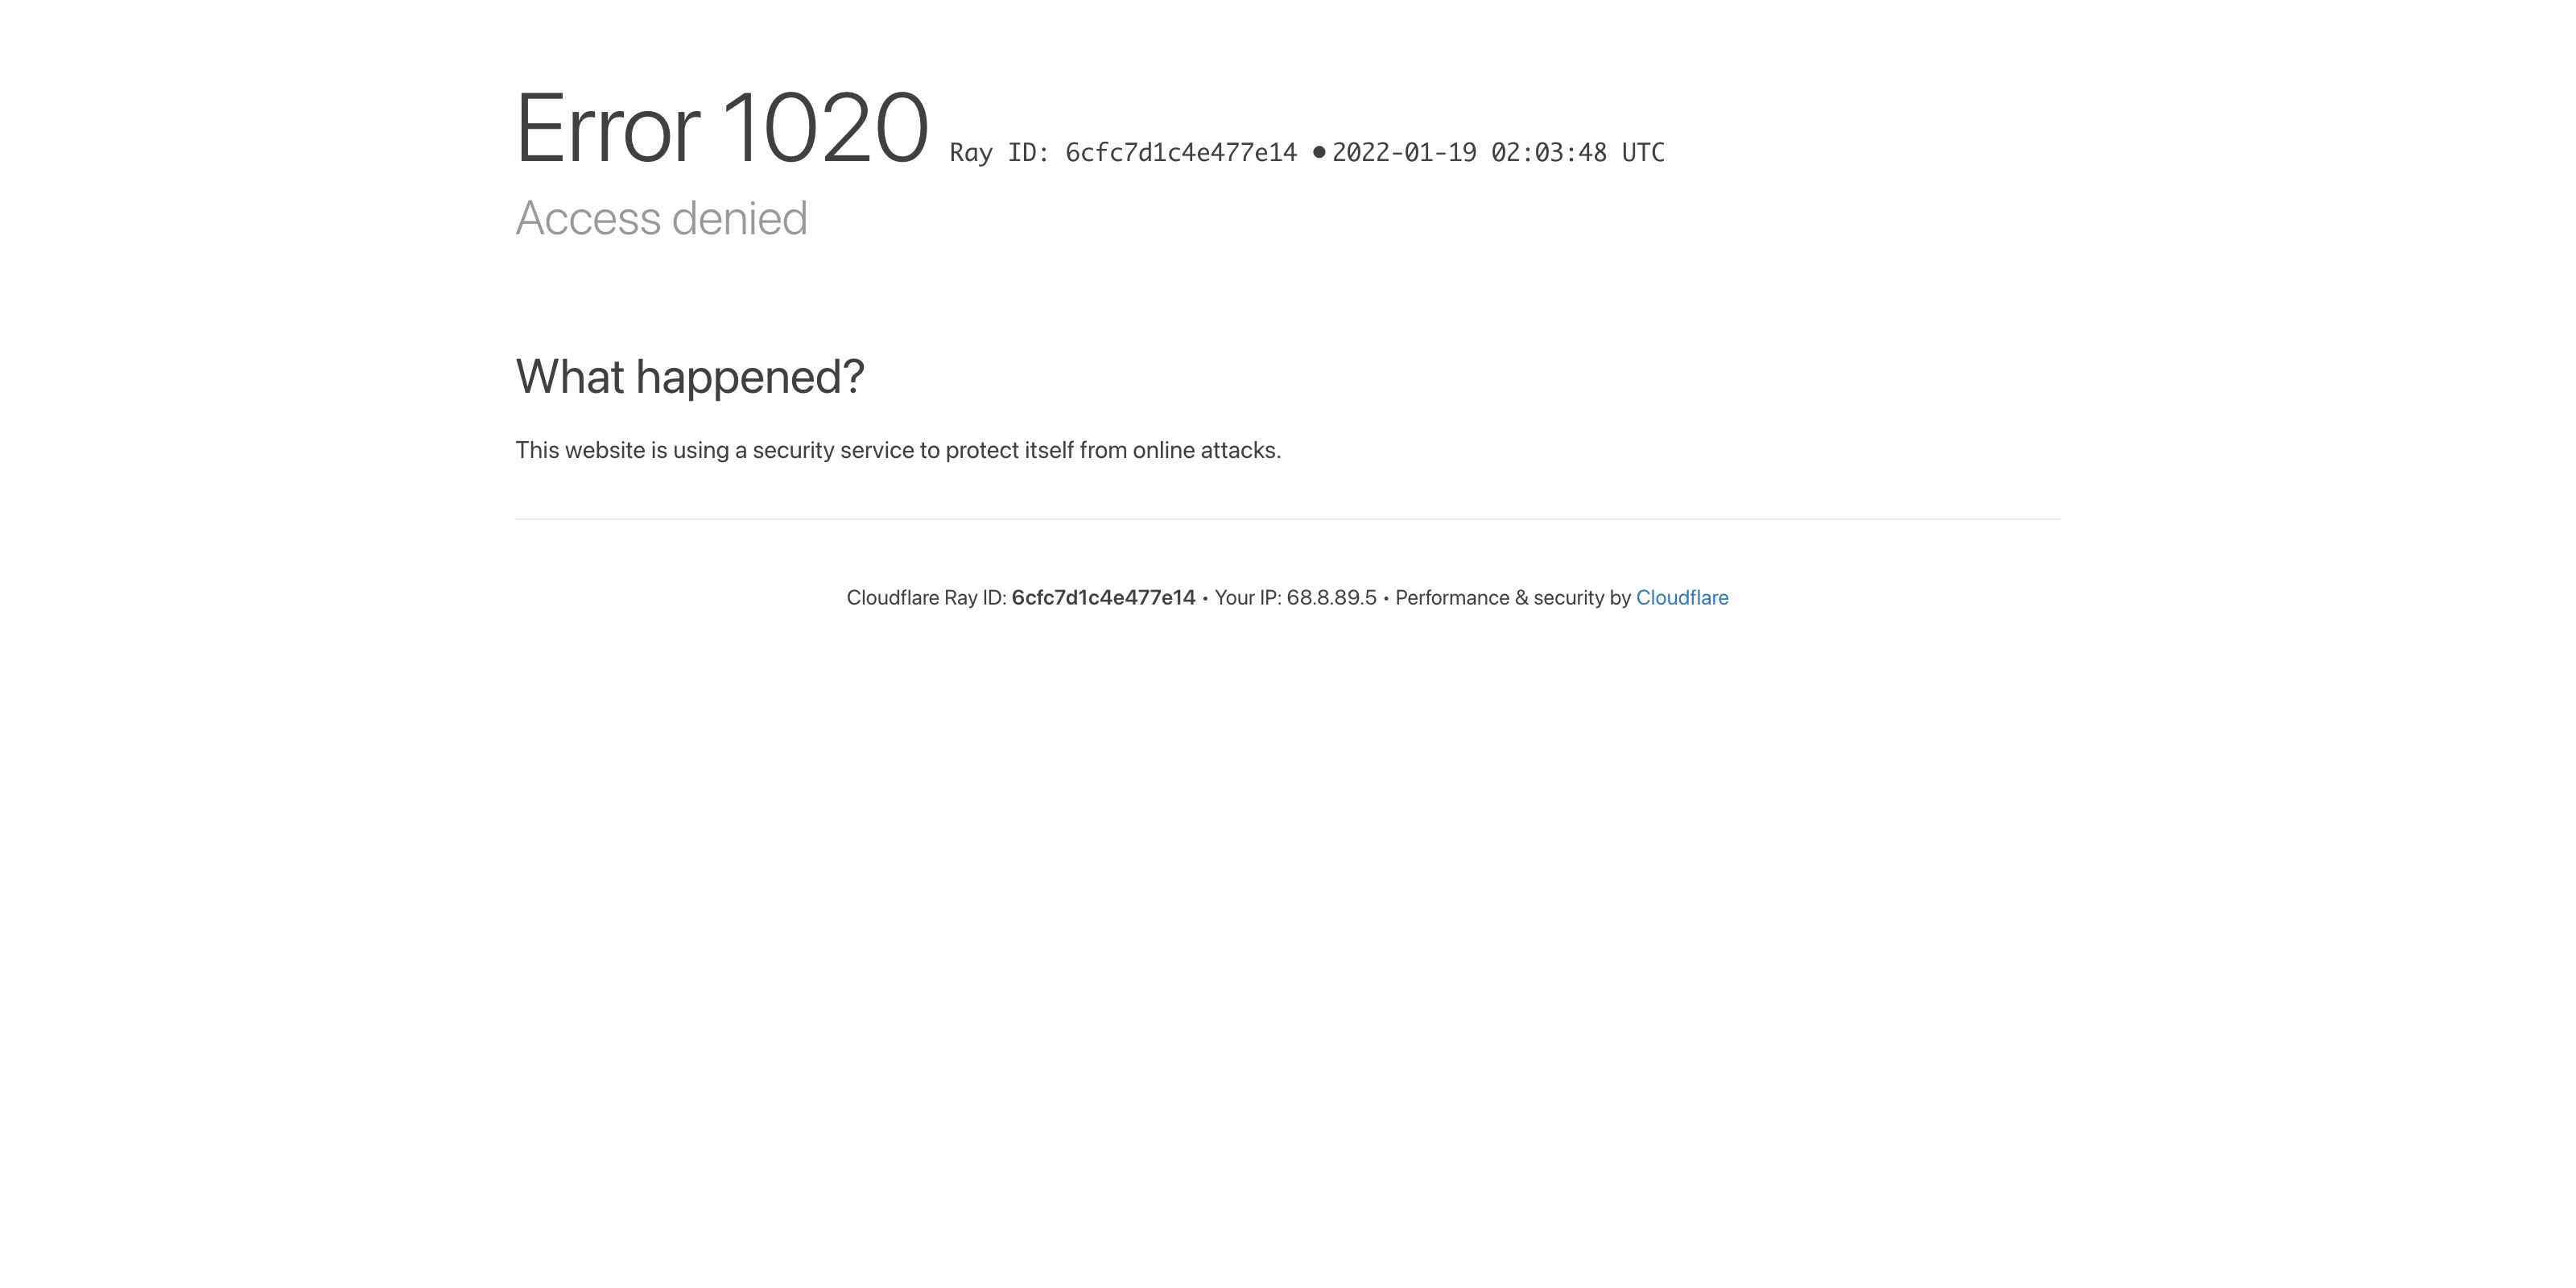 Error 1020 Ray ID: 6cfc7d1c4e477e14 • 2022-01-19 02:03:48 UTC
Access denied
What happened?
This website is using a security service to protect itself from online attacks.
Cloudflare Ray ID: 6cfc7d1c4e477e14 • Your IP: 68.8.89.5 • Performance & security by Cloudflare